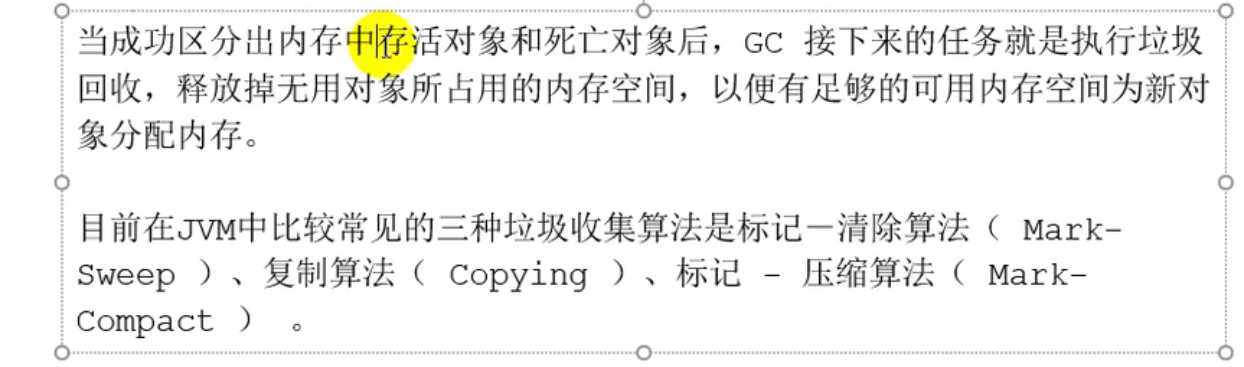 当成功区分出内存中存活对象和死亡对象后，GC 接下来的任务就是执行垃圾
回收，释放掉无用对象所占用的内存空间，以便有足够的可用内存空间为新对
象分配内存。
目前在JVM中比较常见的三种垃圾收集算法是标记一清除算法（ Mark-
Sweep ）、复制算法（ Copying ）、标记 - 压缩算法（ Mark-
Compact ） 。